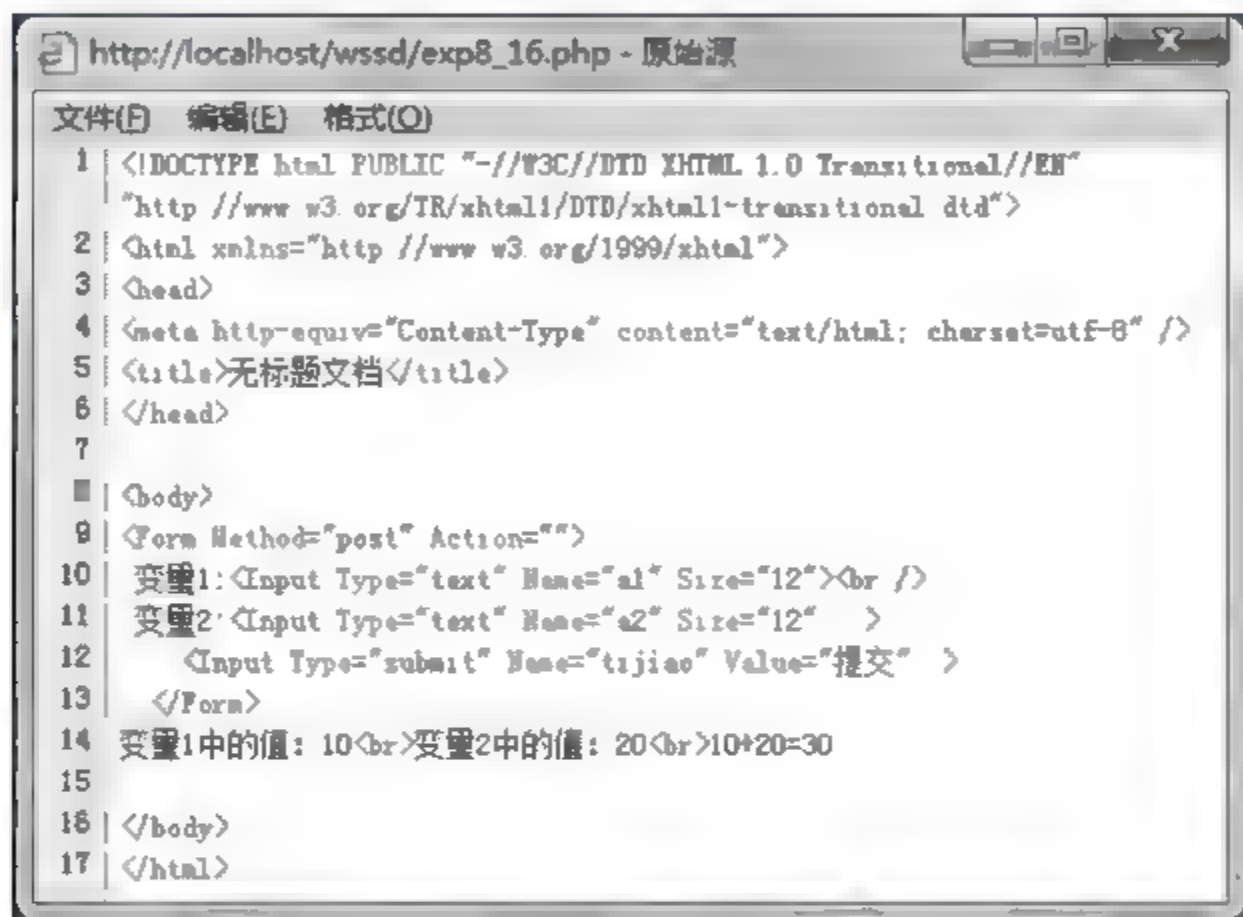 http://localhost/wssd/exp8_16.php - 原始源
文件(F) 编辑(E) 格式(O)
1 <!DOCTYPE html PUBLIC "-//W3C//DTD XHTML 1.0 Transitional//EN"
"http://www.w3.org/TR/xhtml1/DTD/xhtml1-transitional.dtd">
2 <html xmlns="http://www.w3.org/1999/xhtml">
3 <head>
4 <meta http-equiv="Content-Type" content="text/html; charset=utf-8" />
5 <title>无标题文档</title>
6 </head>
7
<body>
9 <Form Method="post" Action="">
10 变量1:<Input Type="text" Name="a1" Size="12"><br />
11 变量2:<Input Type="text" Name="a2" Size="12" >
12 <Input Type="submit" Name="tijiao" Value="提交" >
13 </Form>
14 变量1中的值：10<br>变量2中的值：20<br>10+20=30
15
16 </body>
17 </html>